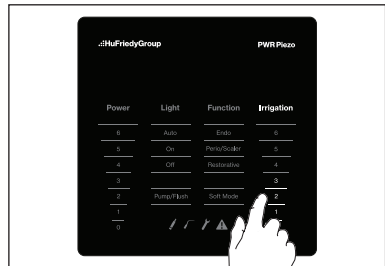 .:HuFriedyGroup PWR Piezo
Power Light Function Irrigation
6 Auto Endo 6
5 On Perio/Scaler 5
4 Off Restorative 4
3 3
2 Pump/Flush Soft Mode 2
1 1
0